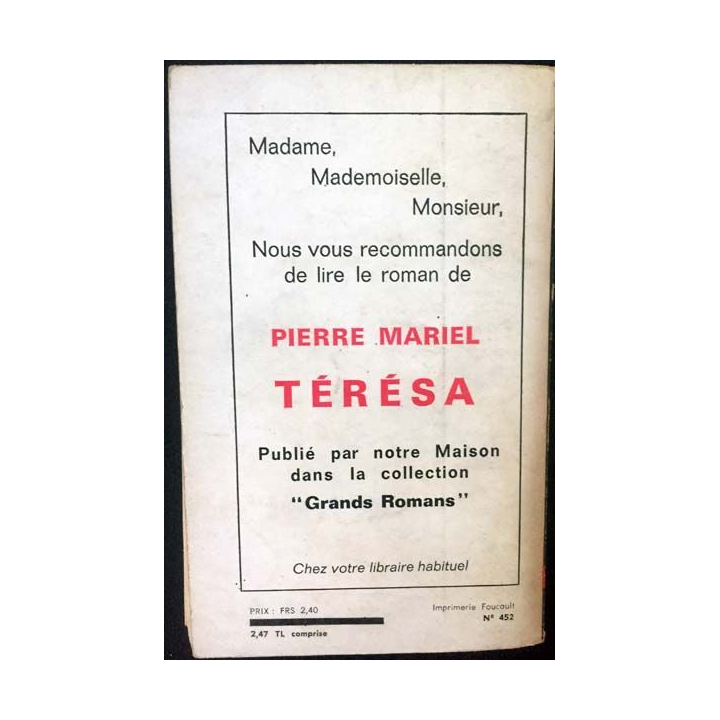 Madame,
Mademoiselle,
Monsieur,
Nous vous recommandons
de lire le roman de
PIERRE MARIEL
TÉRÉSA
Publié par notre Maison
dans la collection
"Grands Romans"
Chez votre libraire habituel
PRIX : FRS 2,40
2,47 TL comprise
Imprimerie Foucault
N° 452